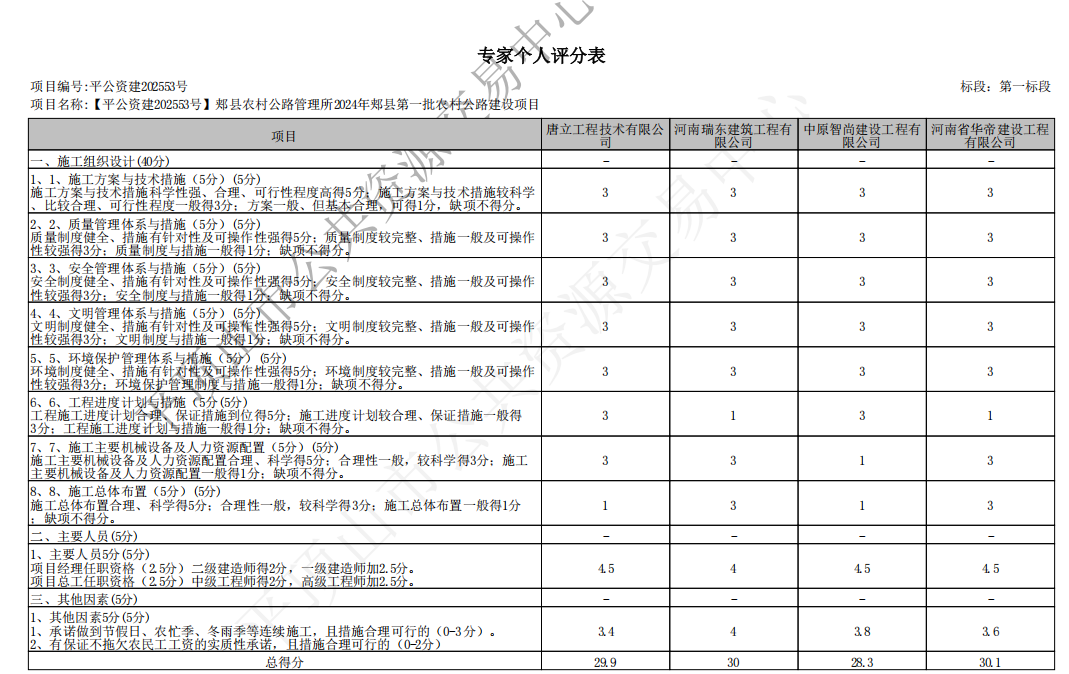 专家个人评分表
项目编号:平公资建202553号
标段: 第一标段
项目名称:【平公资建202553号】郏县农村公路管理所2024年郏县第一批农村公路建设项目
项目 唐立工程技术有限公司 河南瑞东建筑工程有限公司 中原智尚建设工程有限公司 河南省华帝建设工程有限公司
一、施工组织设计(40分) – – – –
1、1、施工方案与技术措施（5分）(5分)
施工方案与技术措施科学性强、合理、可行性程度高得5分；施工方案与技术措施较科学
、比较合理、可行性程度一般得3分；方案一般、但基本合理，可得1分，缺项不得分。
3 3 3 3
2、2、质量管理体系与措施（5分）(5分)
质量制度健全、措施有针对性及可操作性强得5分；质量制度较完整、措施一般及可操作
性较强得3分；质量制度与措施一般得1分；缺项不得分。
3 3 3 3
3、3、安全管理体系与措施（5分）(5分)
安全制度健全、措施有针对性及可操作性强得5分；安全制度较完整、措施一般及可操作
性较强得3分；安全制度与措施一般得1分；缺项不得分。
3 3 3 3
4、4、文明管理体系与措施（5分）(5分)
文明制度健全、措施有针对性及可操作性强得5分；文明制度较完整、措施一般及可操作
性较强得3分；文明制度与措施一般得1分；缺项不得分。
3 3 3 3
5、5、环境保护管理体系与措施（5分）(5分)
环境制度健全、措施有针对性及可操作性强得5分；环境制度较完整、措施一般及可操作
性较强得3分；环境保护管理制度与措施一般得1分；缺项不得分。
3 3 3 3
6、6、工程进度计划与措施（5分(5分)
工程施工进度计划合理、保证措施到位得5分；施工进度计划较合理、保证措施一般得
3分；工程施工进度计划与措施一般得1分；缺项不得分。
3 1 3 1
7、7、施工主要机械设备及人力资源配置（5分）(5分)
施工主要机械设备及人力资源配置合理、科学得5分；合理性一般，较科学得3分；施工
主要机械设备及人力资源配置一般得1分；缺项不得分。
3 3 1 3
8、8、施工总体布置（5分）(5分)
施工总体布置合理、科学得5分；合理性一般，较科学得3分；施工总体布置一般得1分
；缺项不得分。
1 3 1 3
二、主要人员(5分) – – – –
1、主要人员5分(5分)
项目经理任职资格（2.5分）二级建造师得2分，一级建造师加2.5分。
项目总工任职资格（2.5分）中级工程师得2分，高级工程师加2.5分。
4.5 4 4.5 4.5
三、其他因素(5分) – – – –
1、其他因素5分(5分)
1、承诺做到节假日、农忙季、冬雨季等连续施工，且措施合理可行的（0-3分）。
2、有保证不拖欠农民工工资的实质性承诺，且措施合理可行的（0-2分）
3.4 4 3.8 3.6
总得分 29.9 30 28.3 30.1
平顶山市公共资源交易中心
平顶山市公共资源交易中心